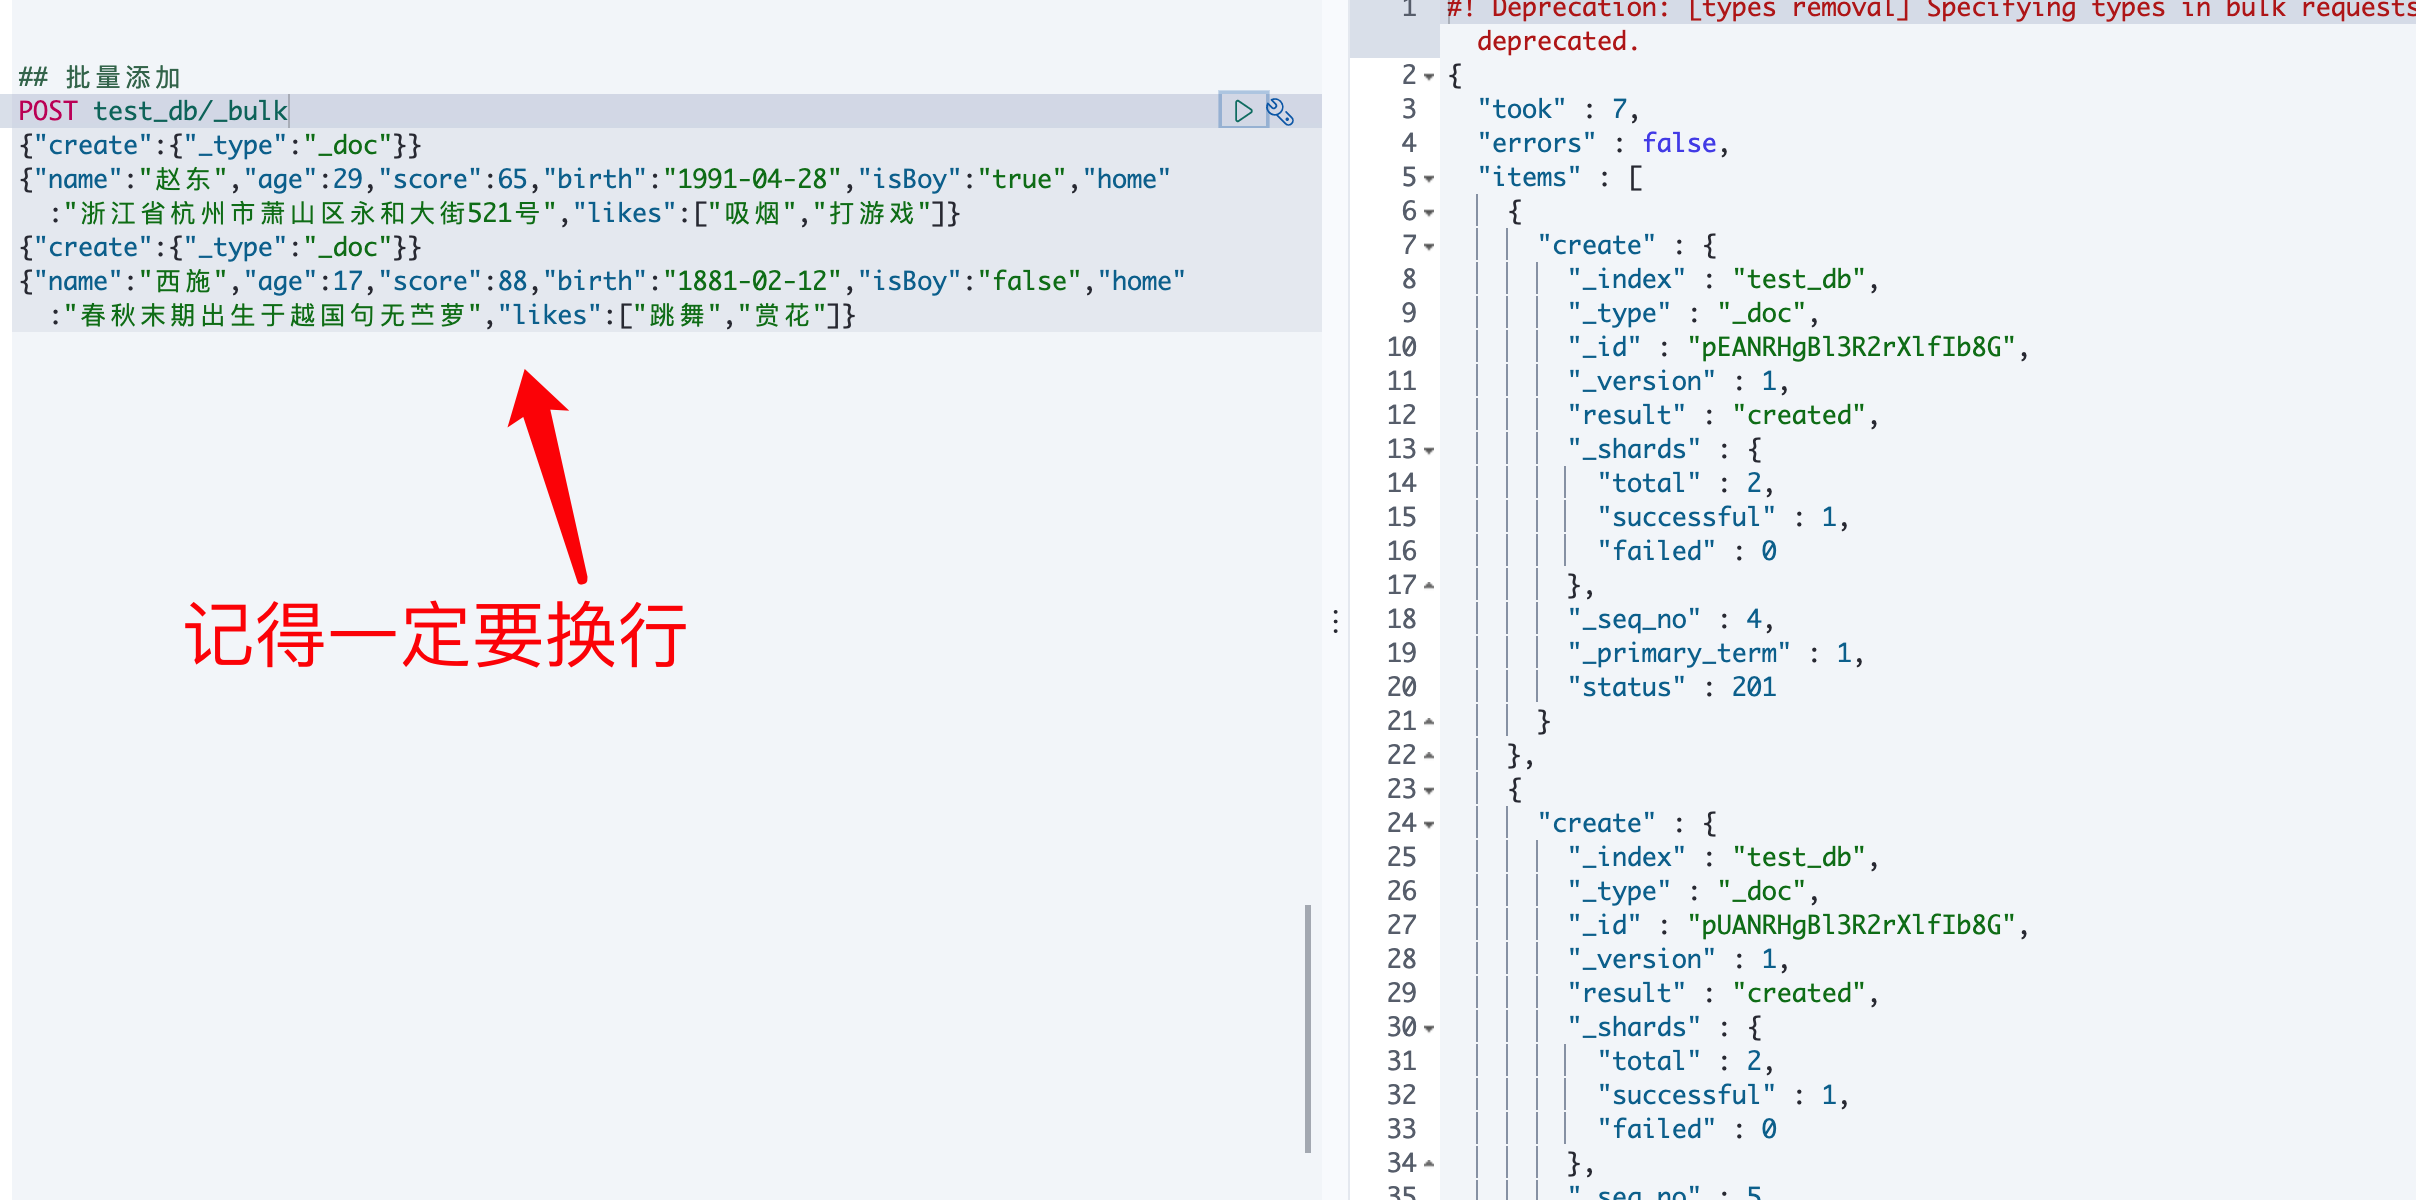 ## 批量添加
POST test_db/_bulk
{"create":{"_type":"_doc"}}
{"name":"赵东","age":29,"score":65,"birth":"1991-04-28","isBoy":"true","home"
:"浙江省杭州市萧山区永和大街521号","likes":["吸烟","打游戏"]}
{"create":{"_type":"_doc"}}
{"name":"西施","age":17,"score":88,"birth":"1881-02-12","isBoy":"false","home"
:"春秋末期出生于越国句无苎萝","likes":["跳舞","赏花"]}
记得一定要换行
1 #! Deprecation: [types removal] Specifying types in bulk requests
deprecated.
2 {
3 "took" : 7,
4 "errors" : false,
5 "items" : [
6 {
7 "create" : {
8 "_index" : "test_db",
9 "_type" : "_doc",
10 "_id" : "pEANRHgBl3R2rXlfIb8G",
11 "_version" : 1,
12 "result" : "created",
13 "_shards" : {
14 "total" : 2,
15 "successful" : 1,
16 "failed" : 0
17 },
18 "_seq_no" : 4,
19 "_primary_term" : 1,
20 "status" : 201
21 }
22 },
23 {
24 "create" : {
25 "_index" : "test_db",
26 "_type" : "_doc",
27 "_id" : "pUANRHgBl3R2rXlfIb8G",
28 "_version" : 1,
29 "result" : "created",
30 "_shards" : {
31 "total" : 2,
32 "successful" : 1,
33 "failed" : 0
34 },
35 "_seq_no" : 5